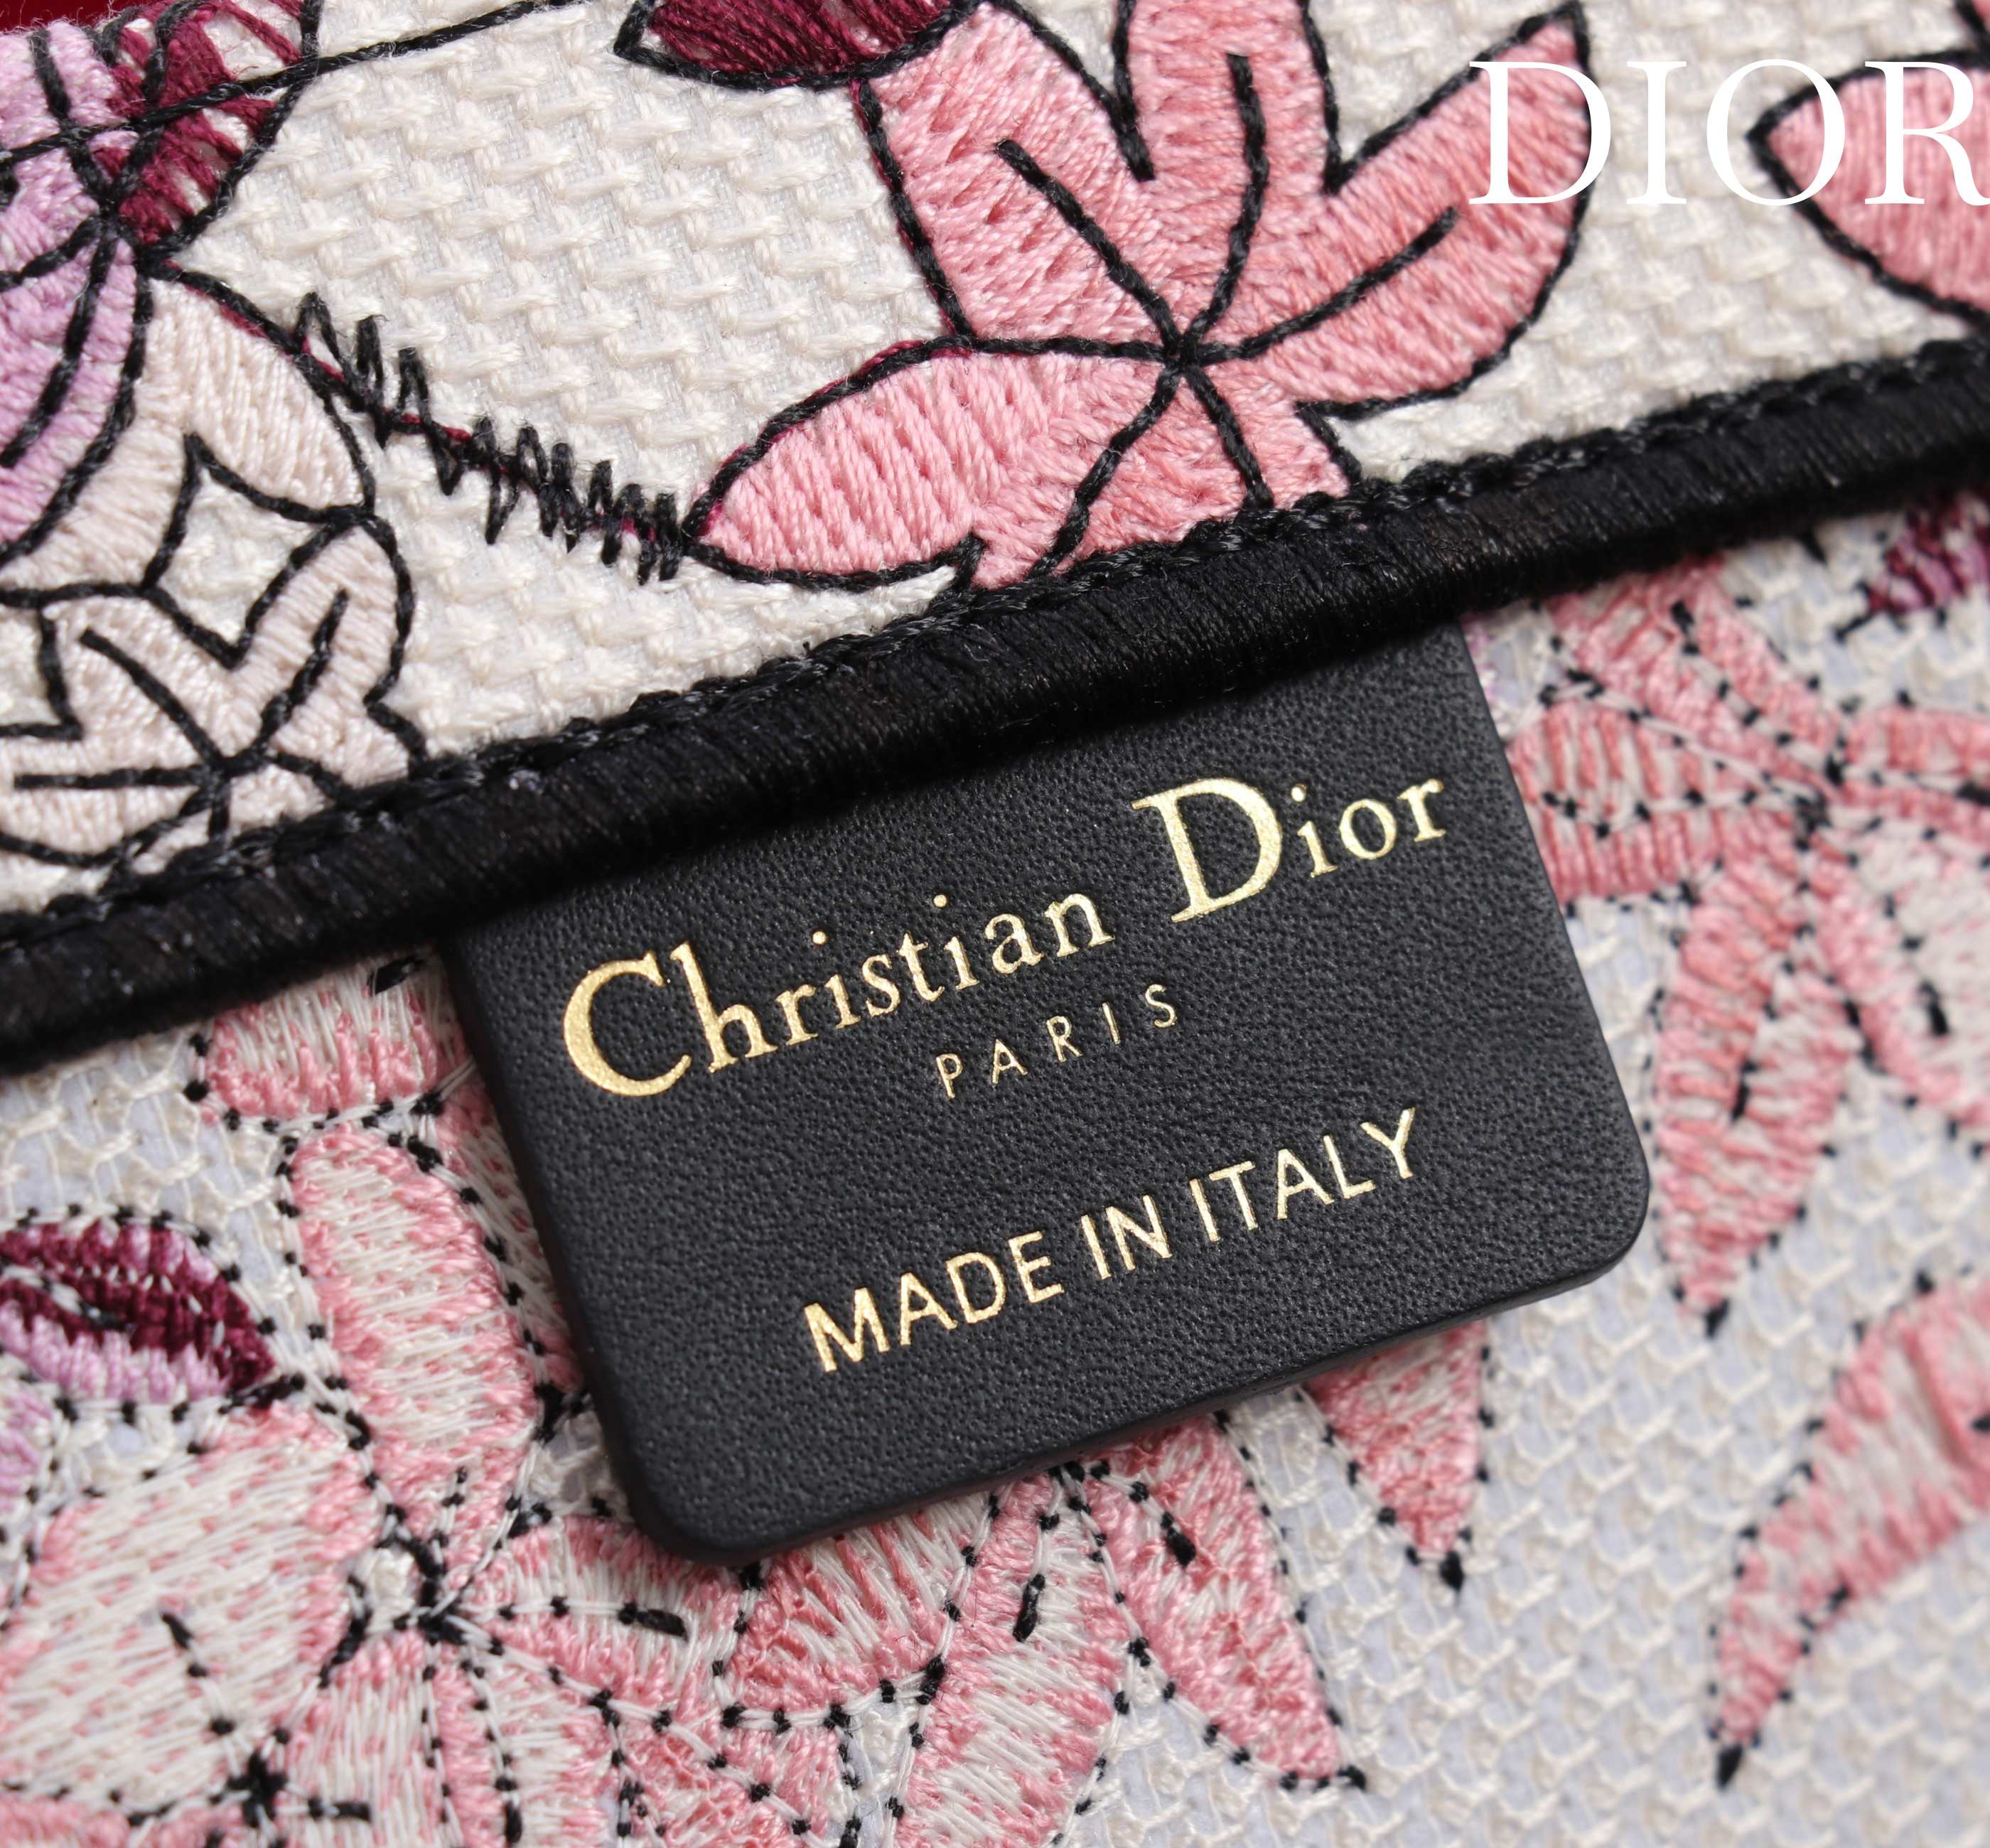 DIOR
Christian Dior
PARIS
MADE IN ITALY